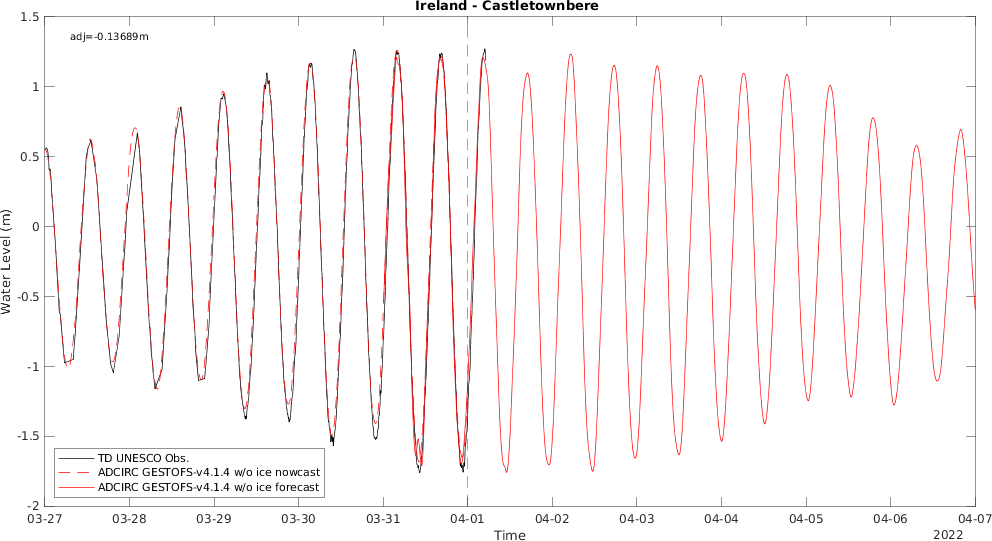 Ireland - Castletownbere
adj=-0.13689m
1.5
1
0.5
0
-0.5
-1
-1.5
-2
Water Level (m)
TD UNESCO Obs.
ADCIRC GESTOFS-v4.1.4 w/o ice nowcast
ADCIRC GESTOFS-v4.1.4 w/o ice forecast
03-27 03-28 03-29 03-30 03-31 04-01 04-02 04-03 04-04 04-05 04-06 04-07
Time
2022